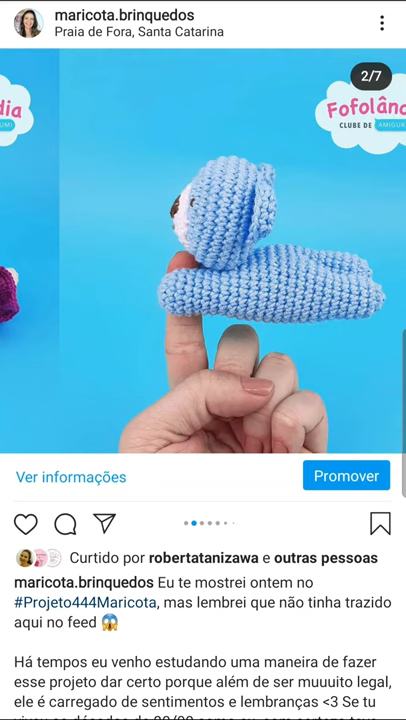 maricota.brinquedos
Praia de Fora, Santa Catarina
2/7
dia
Fofolân
CLUBE DE AMIGUR
Ver informações
Promover
Curtido por robertatanizawa e outras pessoas
maricota.brinquedos Eu te mostrei ontem no
#Projeto444Maricota, mas lembrei que não tinha trazido
aqui no feed 😱
Há tempos eu venho estudando uma maneira de fazer
esse projeto dar certo porque além de ser muuuito legal,
ele é carregado de sentimentos e lembranças <3 Se tu